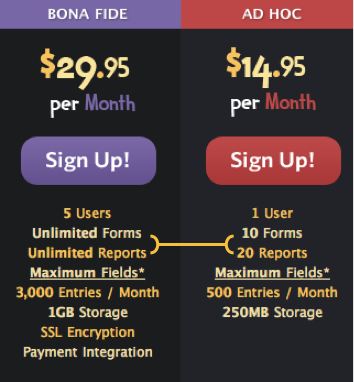 BONA FIDE
$29.95
per Month
Sign Up!
5 Users
Unlimited Forms
Unlimited Reports
Maximum Fields*
3,000 Entries / Month
1GB Storage
SSL Encryption
Payment Integration
AD HOC
$14.95
per Month
Sign Up!
1 User
10 Forms
20 Reports
Maximum Fields*
500 Entries / Month
250MB Storage